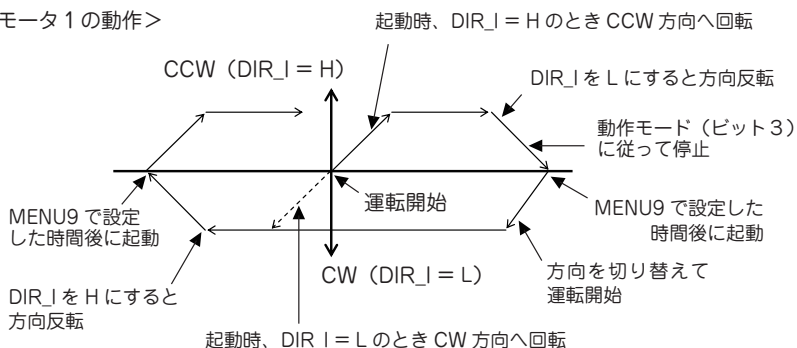 モータ1の動作＞
起動時、DIR_I = H のとき CCW 方向へ回転
CCW（DIR_I = H）
DIR_I を L にすると方向反転
動作モード（ビット3）
に従って停止
運転開始
MENU9 で設定
した時間後に起動
MENU9 で設定した
時間後に起動
CW（DIR_I = L）
方向を切り替えて
運転開始
DIR_I を H にすると
方向反転
起動時、DIR_I = L のとき CW 方向へ回転